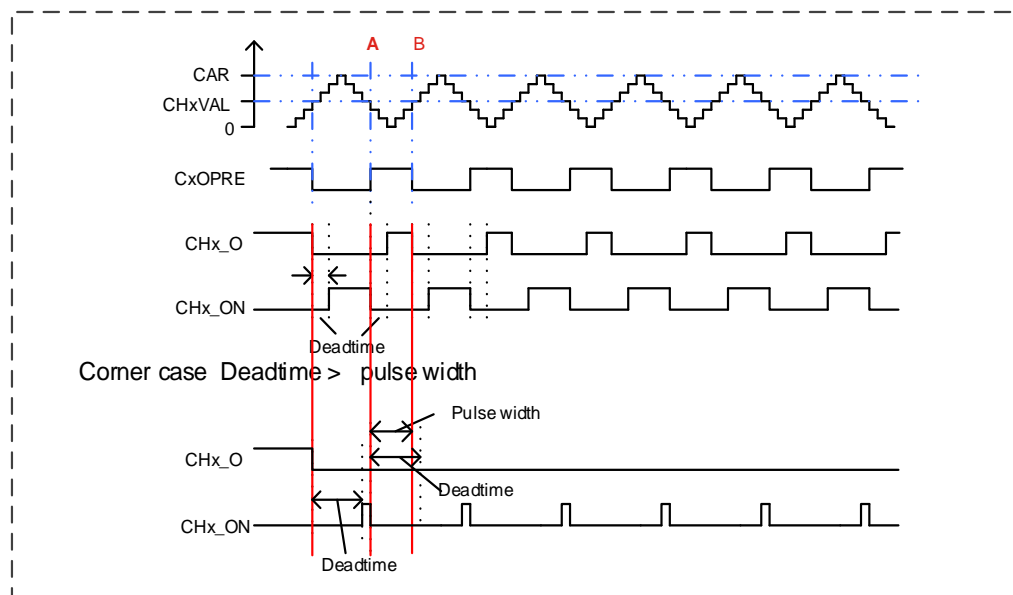 A B
CAR
CHxVAL
0
CxOPRE
CHx_O
CHx_ON
Deadtime
Corner case Deadtime > pulse width
Pulse width
CHx_O
Deadtime
CHx_ON
Deadtime